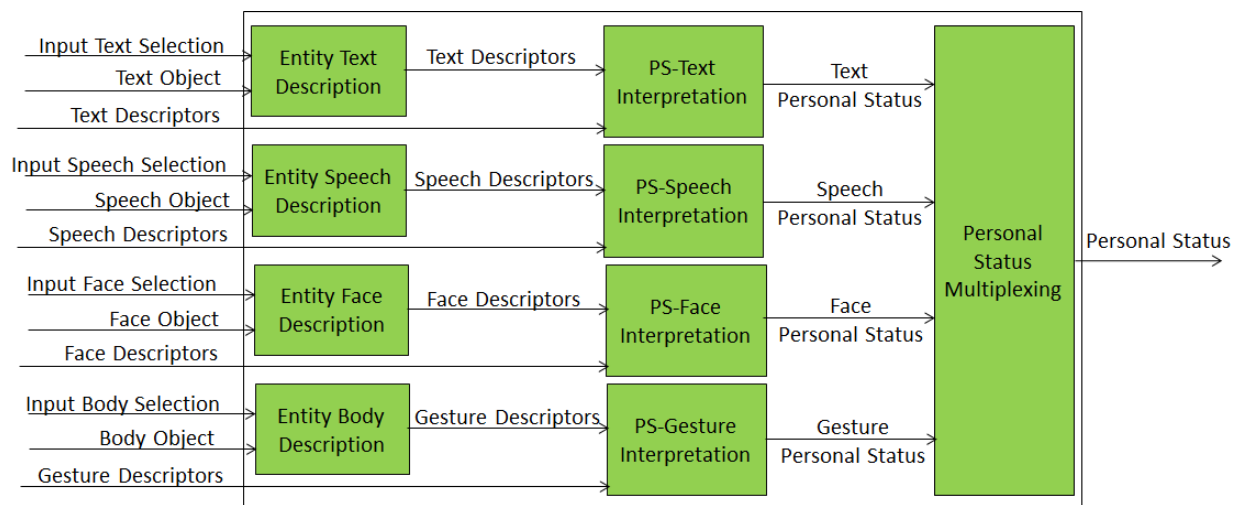 Input Text Selection
Text Object
Text Descriptors
Entity Text
Description
Text Descriptors
PS-Text
Interpretation
Text
Personal Status
Input Speech Selection
Speech Object
Speech Descriptors
Entity Speech
Description
Speech Descriptors
PS-Speech
Interpretation
Speech
Personal Status
Input Face Selection
Face Object
Face Descriptors
Entity Face
Description
Face Descriptors
PS-Face
Interpretation
Face
Personal Status
Input Body Selection
Body Object
Gesture Descriptors
Entity Body
Description
Gesture Descriptors
PS-Gesture
Interpretation
Gesture
Personal Status
Personal
Status
Multiplexing
Personal Status